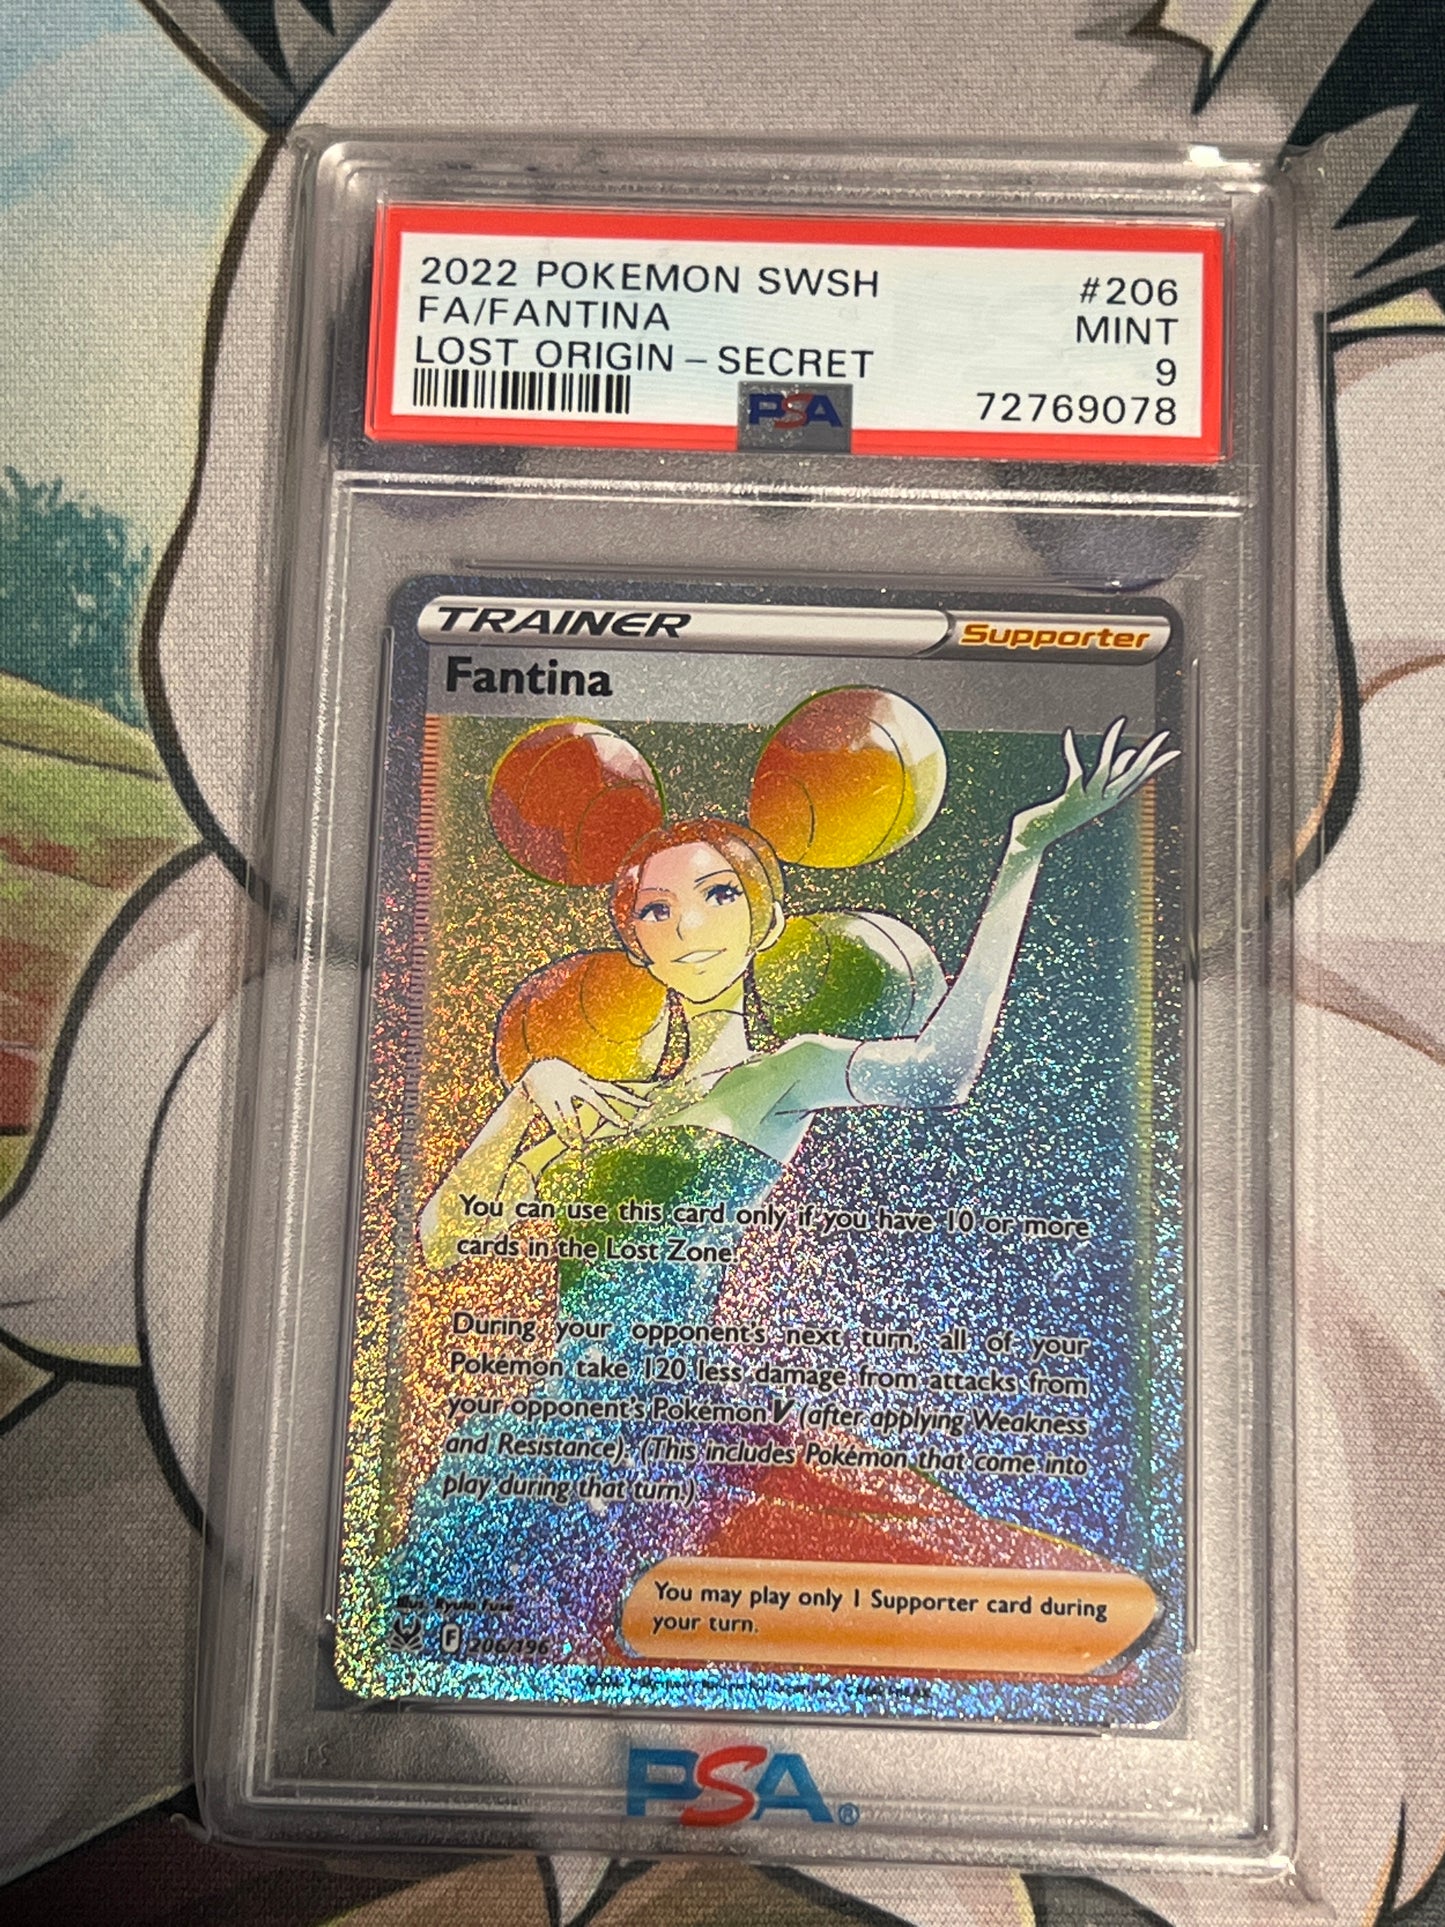 2022 POKEMON SWSH #206
FA/FANTINA MINT
LOST ORIGIN – SECRET 9
PSA 72769078
TRAINER Supporter
Fantina
You can use this card only if you have 10 or more
cards in the Lost Zone.
During your opponent's next turn, all of your
Pokémon take 120 less damage from attacks from
your opponent's Pokémon V (after applying Weakness
and Resistance). (This includes Pokémon that come into
play during that turn.)
You may play only 1 Supporter card during
your turn.
Illus. Ryuta Fuse
F 206/196
PSA®